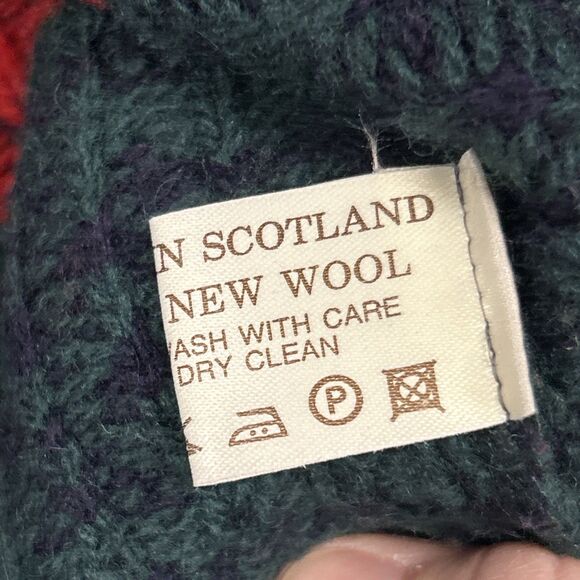 N SCOTLAND
NEW WOOL
ASH WITH CARE
DRY CLEAN
P